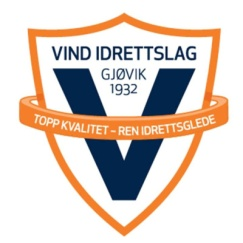 VIND IDRETTSLAG
GJØVIK
1932
V
TOPP KVALITET - REN IDRETTSGLEDE